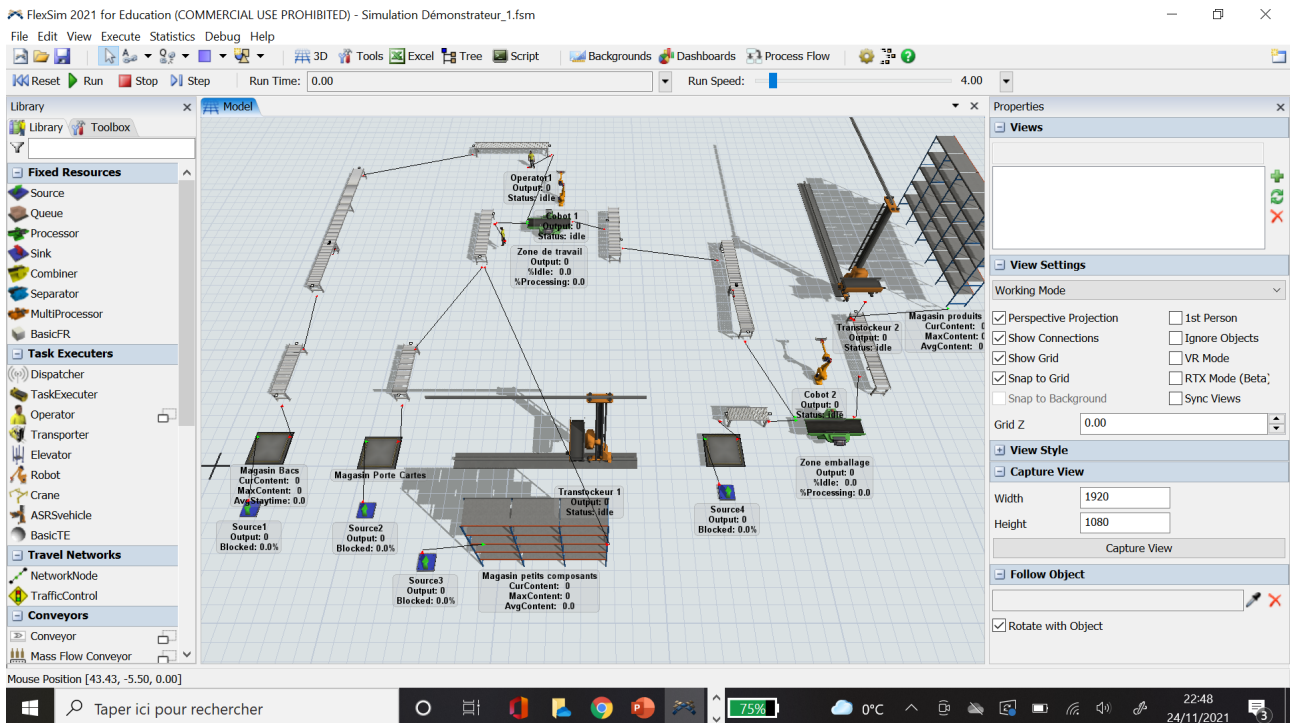 FlexSim 2021 for Education (COMMERCIAL USE PROHIBITED) - Simulation Démonstrateur_1.fsm
File Edit View Execute Statistics Debug Help
3D Tools Excel Tree Script Backgrounds Dashboards Process Flow
Reset Run Stop Step Run Time: 0.00 Run Speed: 4.00
Library
Library Toolbox
Fixed Resources
Source
Queue
Processor
Sink
Combiner
Separator
MultiProcessor
BasicFR
Task Executers
Dispatcher
TaskExecuter
Operator
Transporter
Elevator
Robot
Crane
ASRSvehicle
BasicTE
Travel Networks
NetworkNode
TrafficControl
Conveyors
Conveyor
Mass Flow Conveyor
Model
Operator1
Output: 0
Status: idle
Cobot 1
Output: 0
Status: idle
Zone de travail
Output: 0
%Idle: 0.0
%Processing: 0.0
Magasin produits
CurContent:
MaxContent:
AvgContent: 0
Transtockeur 2
Output: 0
Status: idle
Cobot 2
Output: 0
Status: idle
Zone emballage
Output: 0
%Idle: 0.0
%Processing: 0.0
Magasin Bacs
CurContent: 0
MaxContent: 0
AvgStaytime: 0.0
Magasin Porte Cartes
Source1
Output: 0
Blocked: 0.0%
Source2
Output: 0
Blocked: 0.0%
Transtockeur 1
Output: 0
Status: idle
Source4
Output: 0
Blocked: 0.0%
Source3
Output: 0
Blocked: 0.0%
Magasin petits composants
CurContent: 0
MaxContent: 0
AvgContent: 0.0
Properties
Views
View Settings
Working Mode
Perspective Projection 1st Person
Show Connections Ignore Objects
Show Grid VR Mode
Snap to Grid RTX Mode (Beta)
Snap to Background Sync Views
Grid Z 0.00
View Style
Capture View
Width 1920
Height 1080
Capture View
Follow Object
Rotate with Object
Mouse Position [43.43, -5.50, 0.00]
Taper ici pour rechercher
75%
0°C
22:48
24/11/2021
3